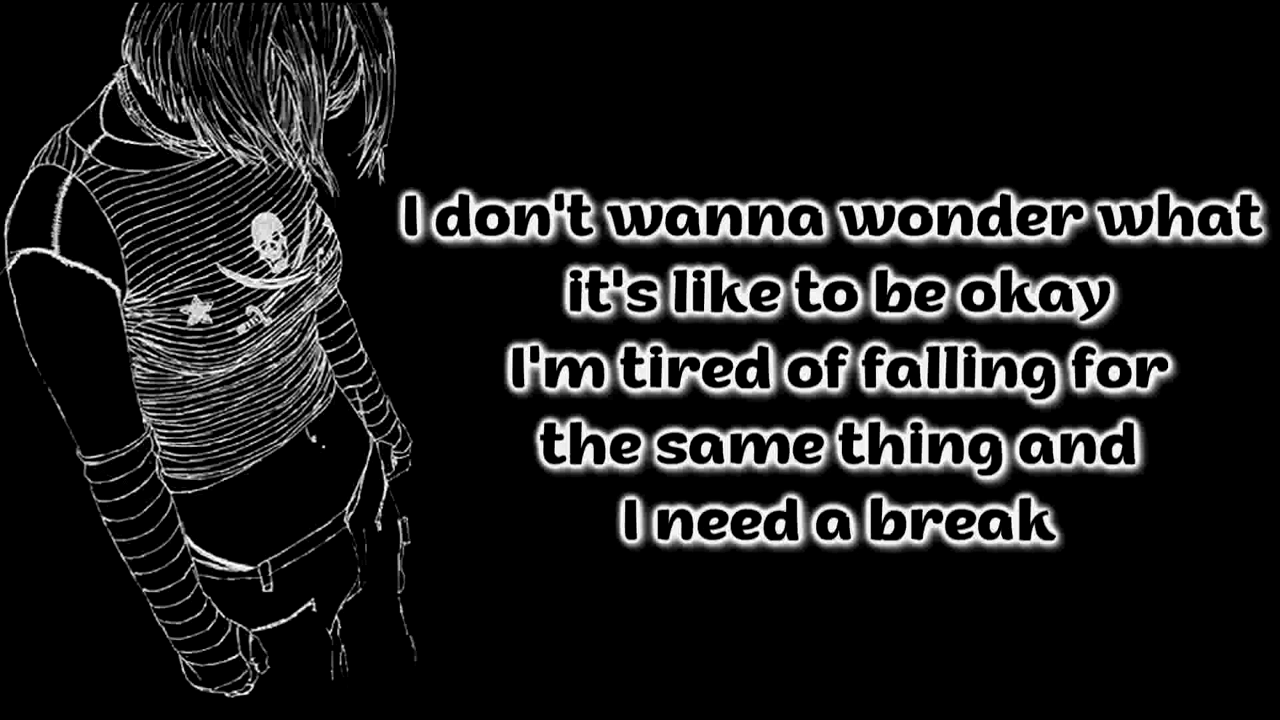 I don't wanna wonder what
it's like to be okay
I'm tired of falling for
the same thing and
I need a break